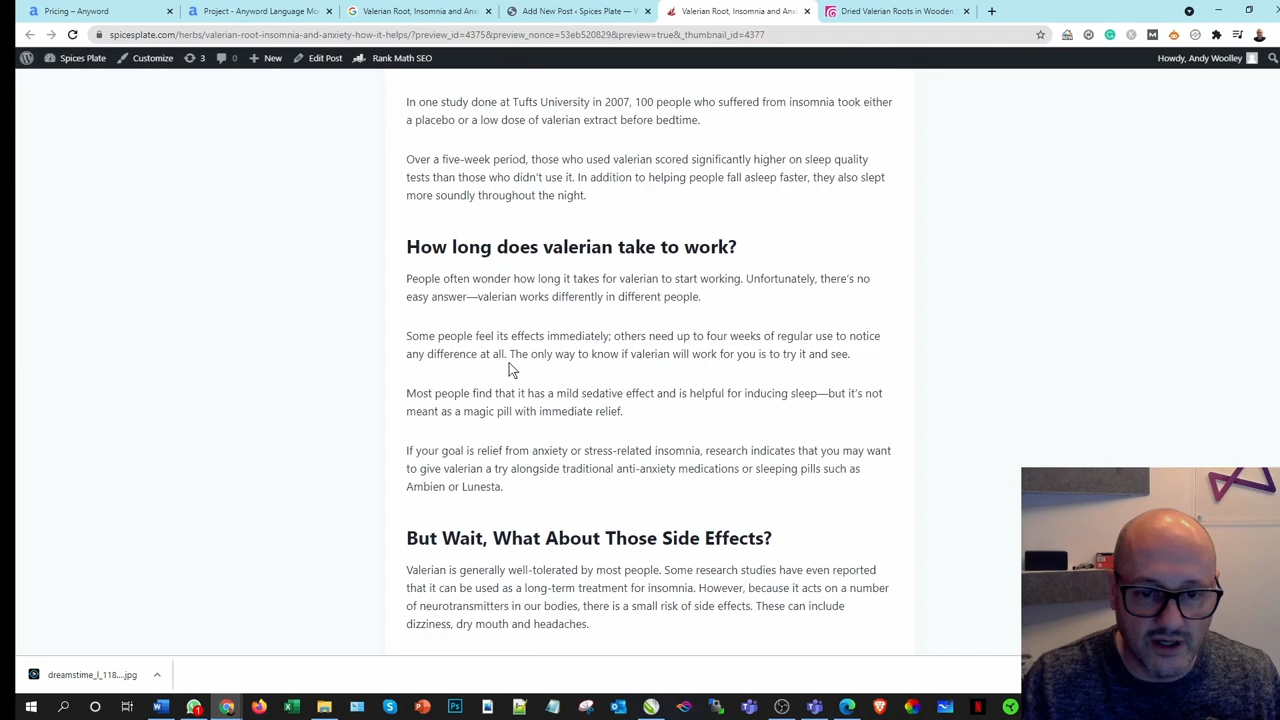 Pricing – Anyword
Project - Anyword Language Mo
Valerian Root, Insomnia and An
Add New Post ‹ Spices Plate — W
Valerian Root, Insomnia and An
Dried Valerian Roots in Wooden
spicesplate.com/herbs/valerian-root-insomnia-and-anxiety-how-it-helps/?preview_id=4375&preview_nonce=53eb520829&preview=true&_thumbnail_id=4377
Spices Plate Customize 3 0 New Edit Post Rank Math SEO Howdy, Andy Woolley
In one study done at Tufts University in 2007, 100 people who suffered from insomnia took either
a placebo or a low dose of valerian extract before bedtime.
Over a five-week period, those who used valerian scored significantly higher on sleep quality
tests than those who didn't use it. In addition to helping people fall asleep faster, they also slept
more soundly throughout the night.
How long does valerian take to work?
People often wonder how long it takes for valerian to start working. Unfortunately, there's no
easy answer—valerian works differently in different people.
Some people feel its effects immediately; others need up to four weeks of regular use to notice
any difference at all. The only way to know if valerian will work for you is to try it and see.
Most people find that it has a mild sedative effect and is helpful for inducing sleep—but it's not
meant as a magic pill with immediate relief.
If your goal is relief from anxiety or stress-related insomnia, research indicates that you may want
to give valerian a try alongside traditional anti-anxiety medications or sleeping pills such as
Ambien or Lunesta.
But Wait, What About Those Side Effects?
Valerian is generally well-tolerated by most people. Some research studies have even reported
that it can be used as a long-term treatment for insomnia. However, because it acts on a number
of neurotransmitters in our bodies, there is a small risk of side effects. These can include
dizziness, dry mouth and headaches.
dreamstime_l_118....jpg